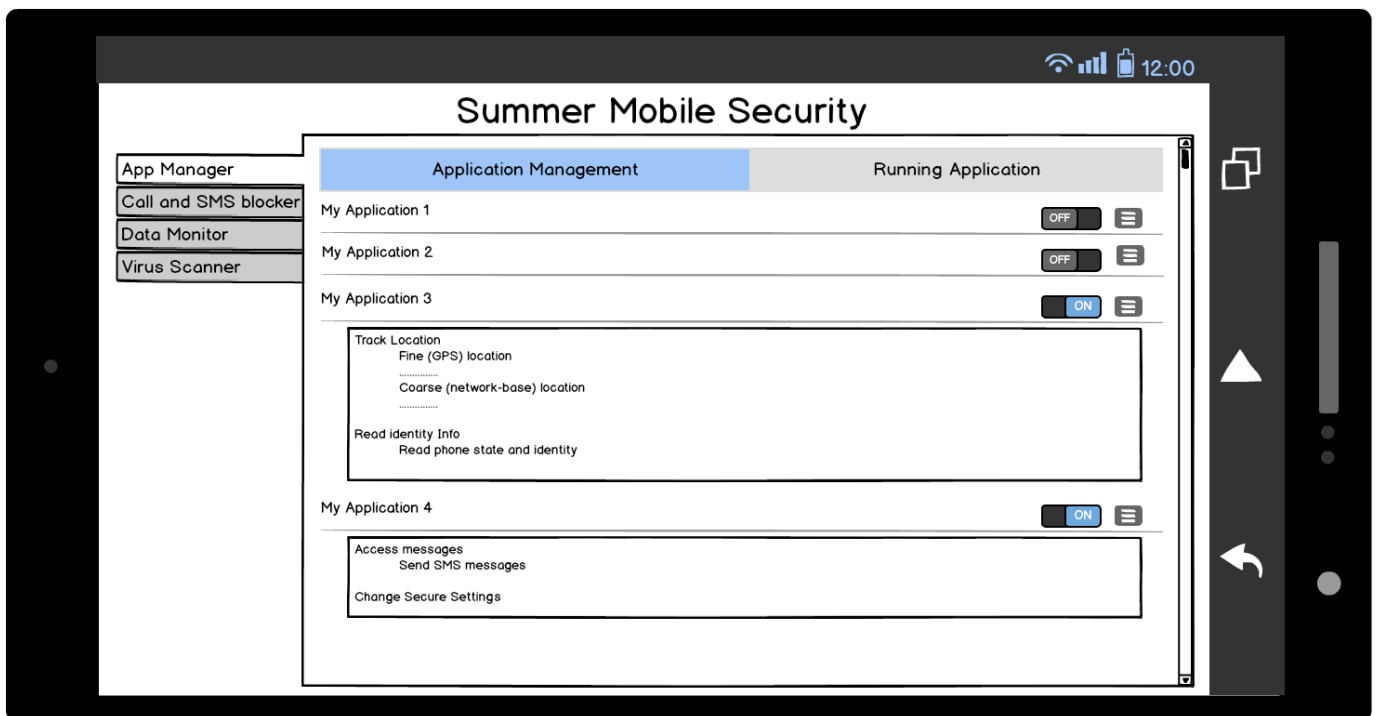 12:00
Summer Mobile Security
App Manager
Call and SMS blocker
Data Monitor
Virus Scanner
Application Management
Running Application
My Application 1
OFF
My Application 2
OFF
My Application 3
ON
Track Location
Fine (GPS) location
...............
Coarse (network-base) location
...............
Read identity Info
Read phone state and identity
My Application 4
ON
Access messages
Send SMS messages
Change Secure Settings